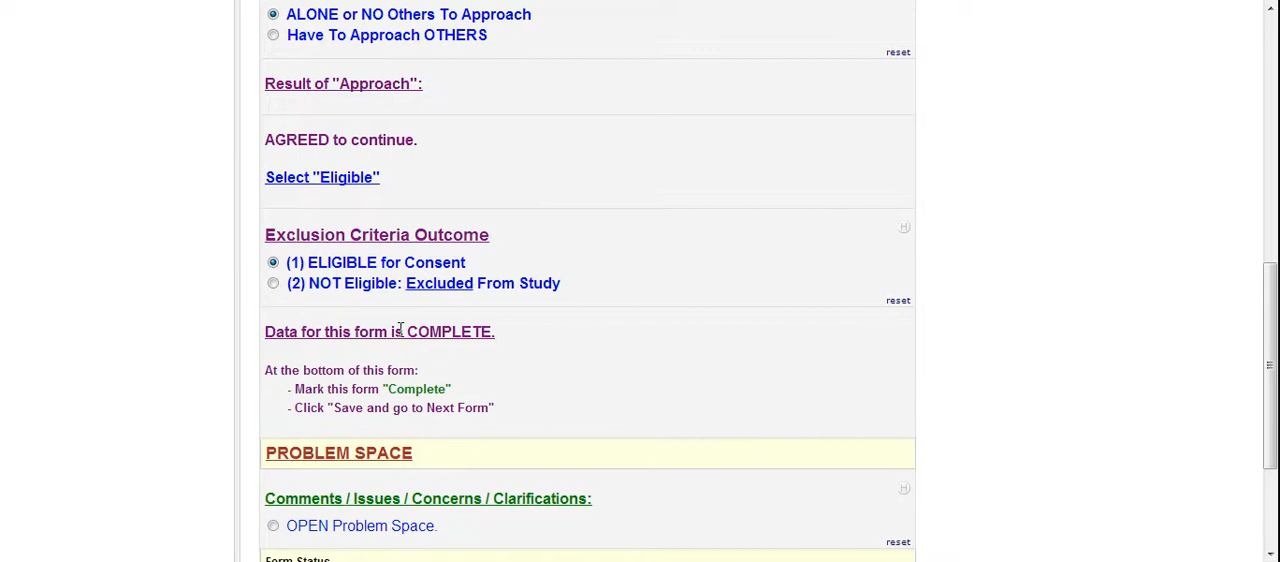 ALONE or NO Others To Approach
Have To Approach OTHERS
reset
Result of "Approach":
AGREED to continue.
Select "Eligible"
Exclusion Criteria Outcome
H
(1) ELIGIBLE for Consent
(2) NOT Eligible: Excluded From Study
reset
Data for this form is COMPLETE.
At the bottom of this form:
- Mark this form "Complete"
- Click "Save and go to Next Form"
PROBLEM SPACE
H
Comments / Issues / Concerns / Clarifications:
OPEN Problem Space.
reset
Form Status